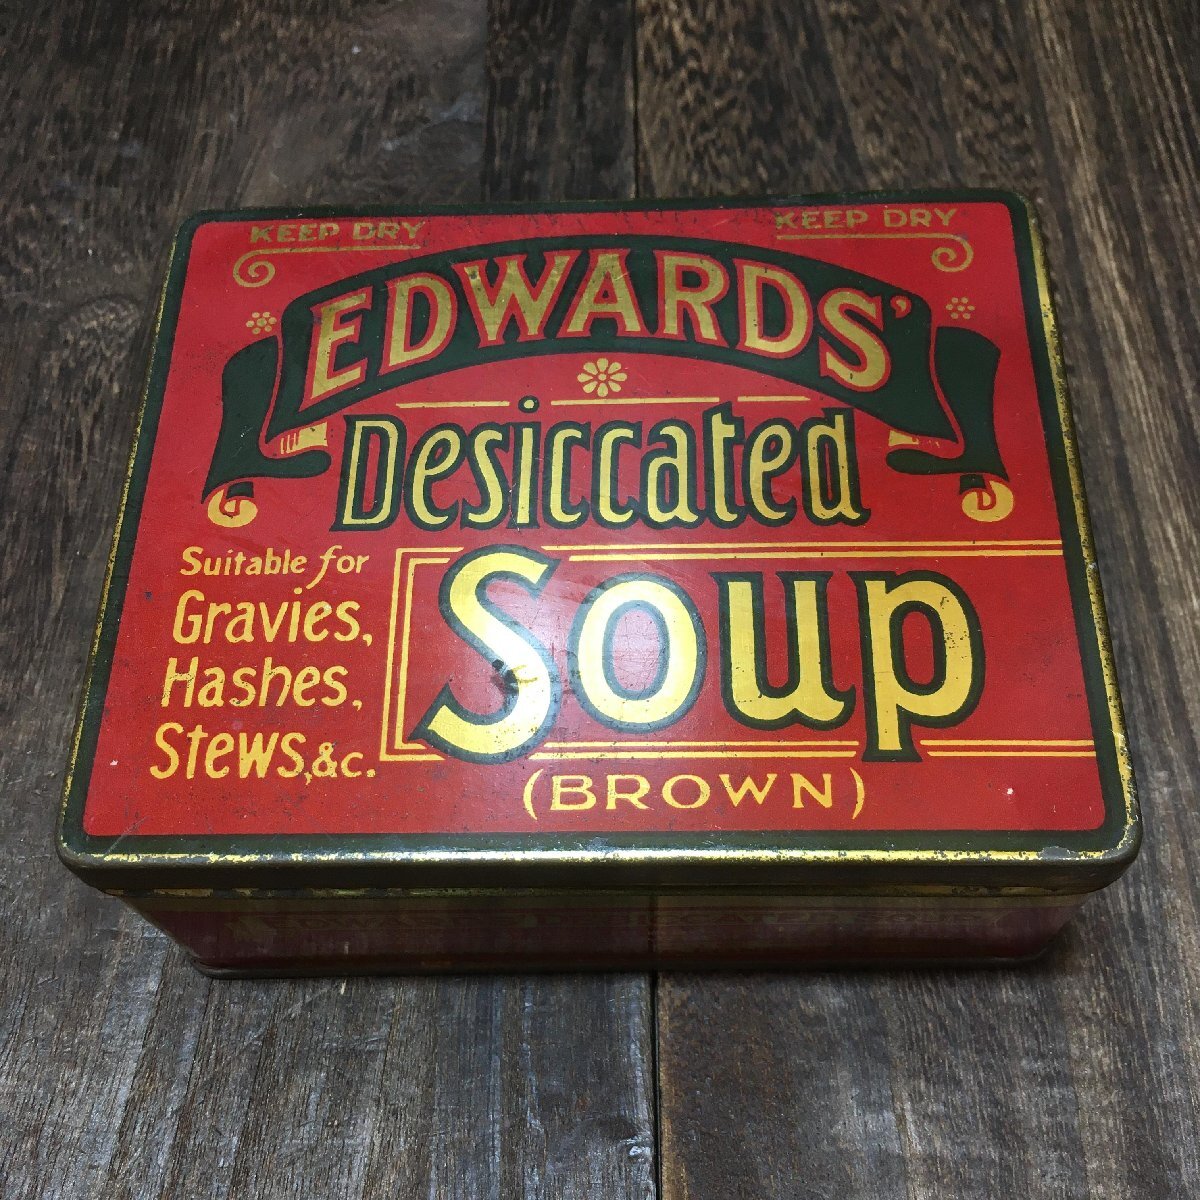 KEEP DRY KEEP DRY
EDWARDS'
Desiccated
Soup
(BROWN)
Suitable for
Gravies,
Hashes,
Stews, &c.